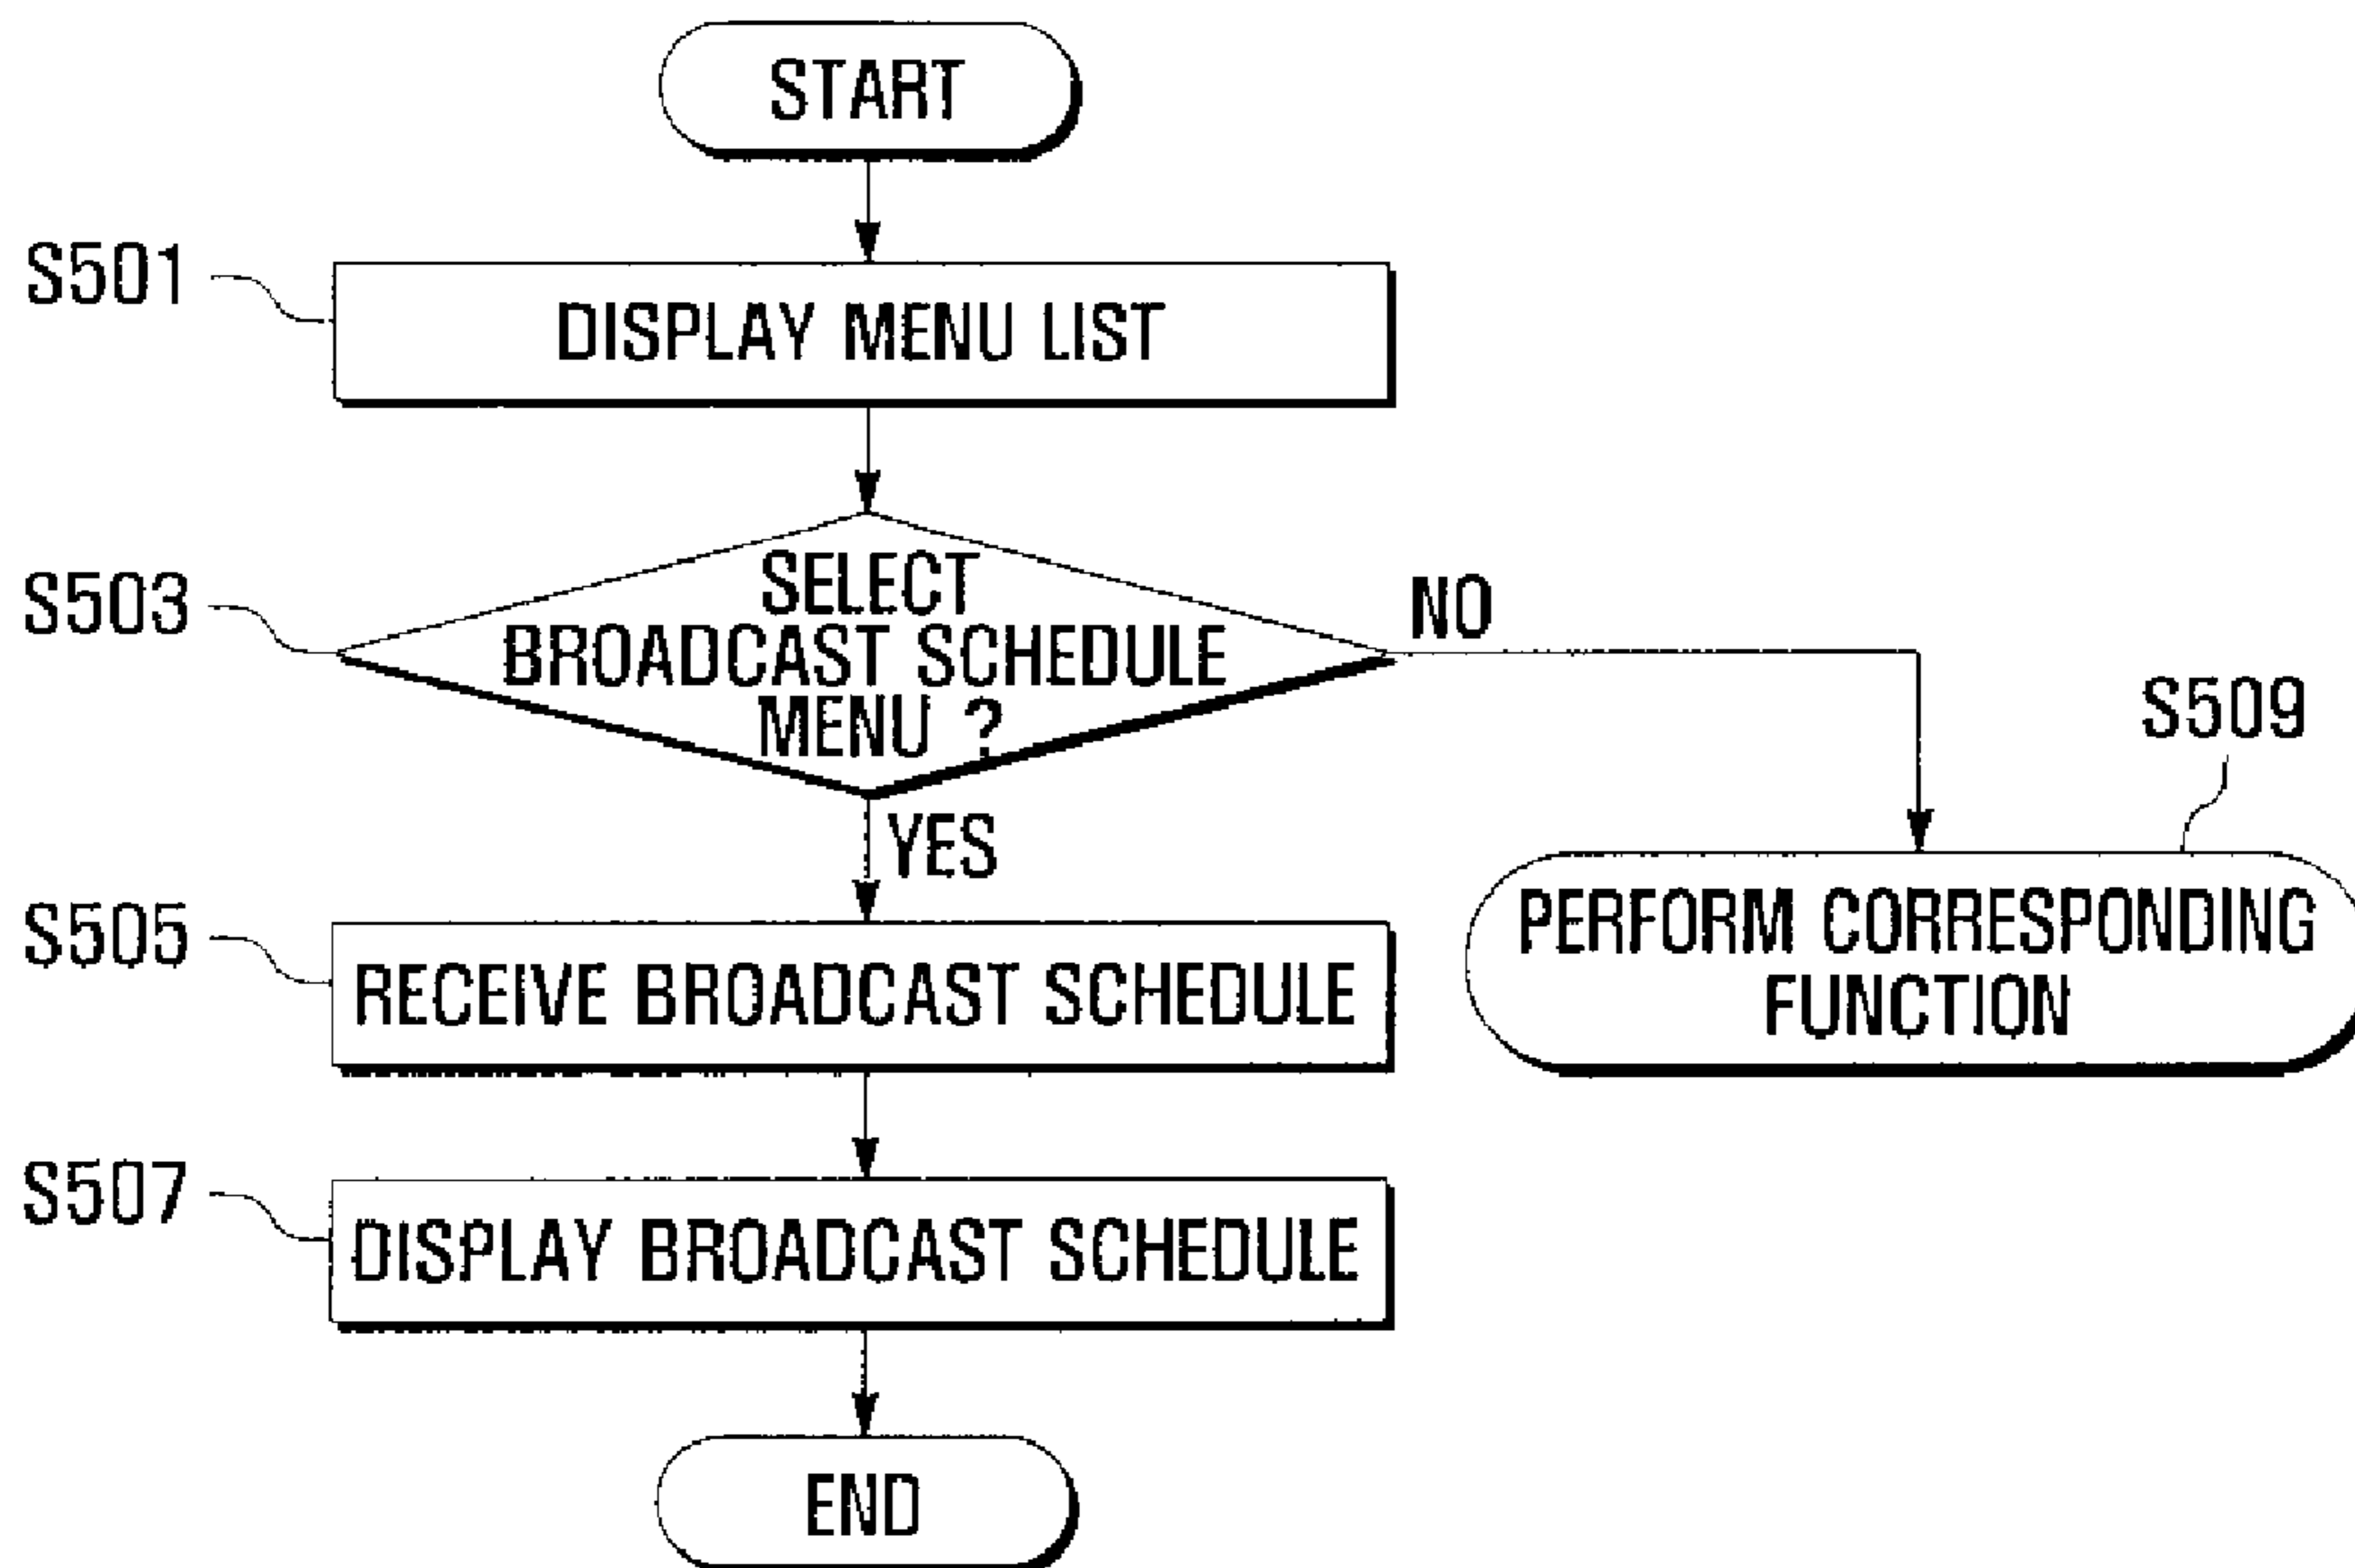 START
S501
DISPLAY MENU LIST
S503
SELECT
BROADCAST SCHEDULE
MENU ?
NO
YES
S509
PERFORM CORRESPONDING
FUNCTION
S505
RECEIVE BROADCAST SCHEDULE
S507
DISPLAY BROADCAST SCHEDULE
END